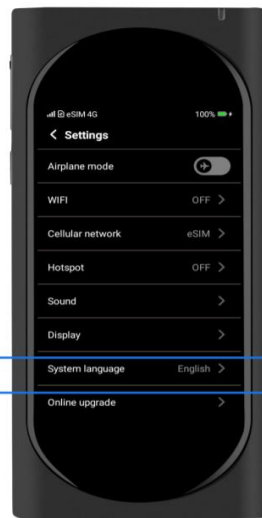 eSIM 4G 100%
Settings
Airplane mode
WIFI OFF
Cellular network eSIM
Hotspot OFF
Sound
Display
System language English
Online upgrade